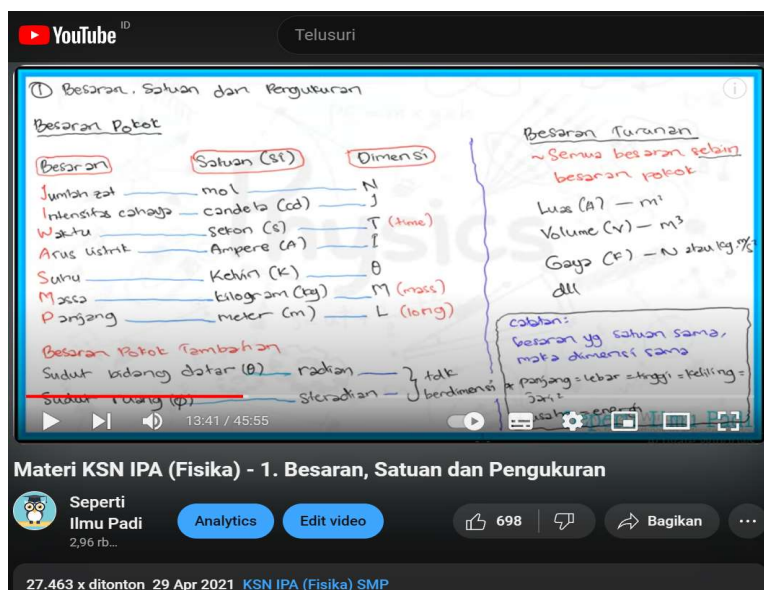 YouTube ID
Telusuri
1 Besaran, Satuan dan Pengukuran
Besaran Pokok
Besaran Satuan (SI) Dimensi
Jumlah zat mol N
Intensitas cahaya candela (cd) J
Waktu sekon (s) T (time)
Arus listrik Ampere (A) I
Suhu Kelvin (K) θ
Massa kilogram (kg) M (mass)
Panjang meter (m) L (long)
Besaran Pokok Tambahan
Sudut bidang datar (θ) radian
Sudut ruang (φ) steradian
} tdk
berdimensi
Besaran Turunan
~ Semua besaran selain
besaran pokok
Luas (A) — m²
Volume (V) — m³
Gaya (F) — N atau kg.m/s²
dll
catatan:
besaran yg satuan sama,
maka dimensi sama
* panjang = lebar = tinggi = keliling =
energi
Physics
13:41 / 45:55
Materi KSN IPA (Fisika) - 1. Besaran, Satuan dan Pengukuran
Seperti
Ilmu Padi
2,96 rb...
Analytics
Edit video
698
Bagikan
27.463 x ditonton 29 Apr 2021 KSN IPA (Fisika) SMP